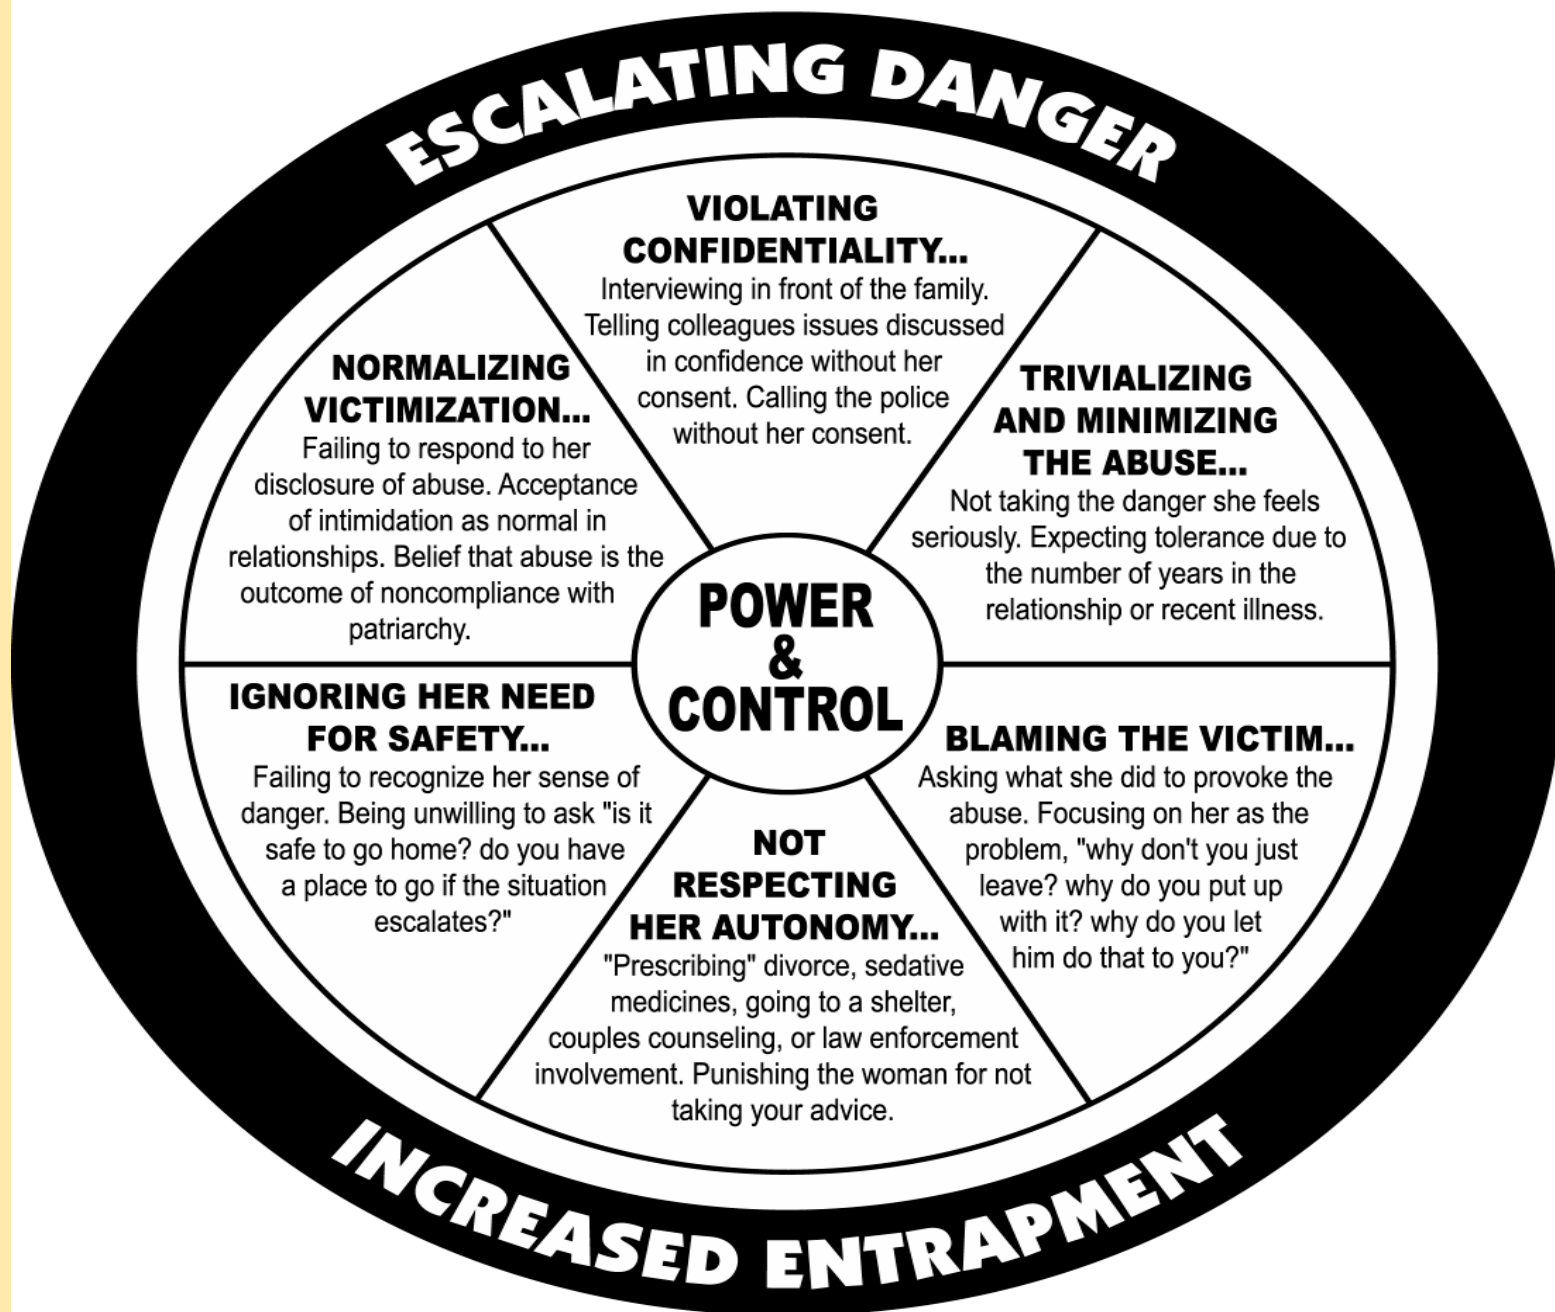 ESCALATING DANGER
VIOLATING
CONFIDENTIALITY...
Interviewing in front of the family.
Telling colleagues issues discussed
in confidence without her
consent. Calling the police
without her consent.
TRIVIALIZING
AND MINIMIZING
THE ABUSE...
Not taking the danger she feels
seriously. Expecting tolerance due to
the number of years in the
relationship or recent illness.
BLAMING THE VICTIM...
Asking what she did to provoke the
abuse. Focusing on her as the
problem, "why don't you just
leave? why do you put up
with it? why do you let
him do that to you?"
NOT
RESPECTING
HER AUTONOMY...
"Prescribing" divorce, sedative
medicines, going to a shelter,
couples counseling, or law enforcement
involvement. Punishing the woman for not
taking your advice.
IGNORING HER NEED
FOR SAFETY...
Failing to recognize her sense of
danger. Being unwilling to ask "is it
safe to go home? do you have
a place to go if the situation
escalates?"
NORMALIZING
VICTIMIZATION...
Failing to respond to her
disclosure of abuse. Acceptance
of intimidation as normal in
relationships. Belief that abuse is the
outcome of noncompliance with
patriarchy.
POWER
&
CONTROL
INCREASED ENTRAPMENT